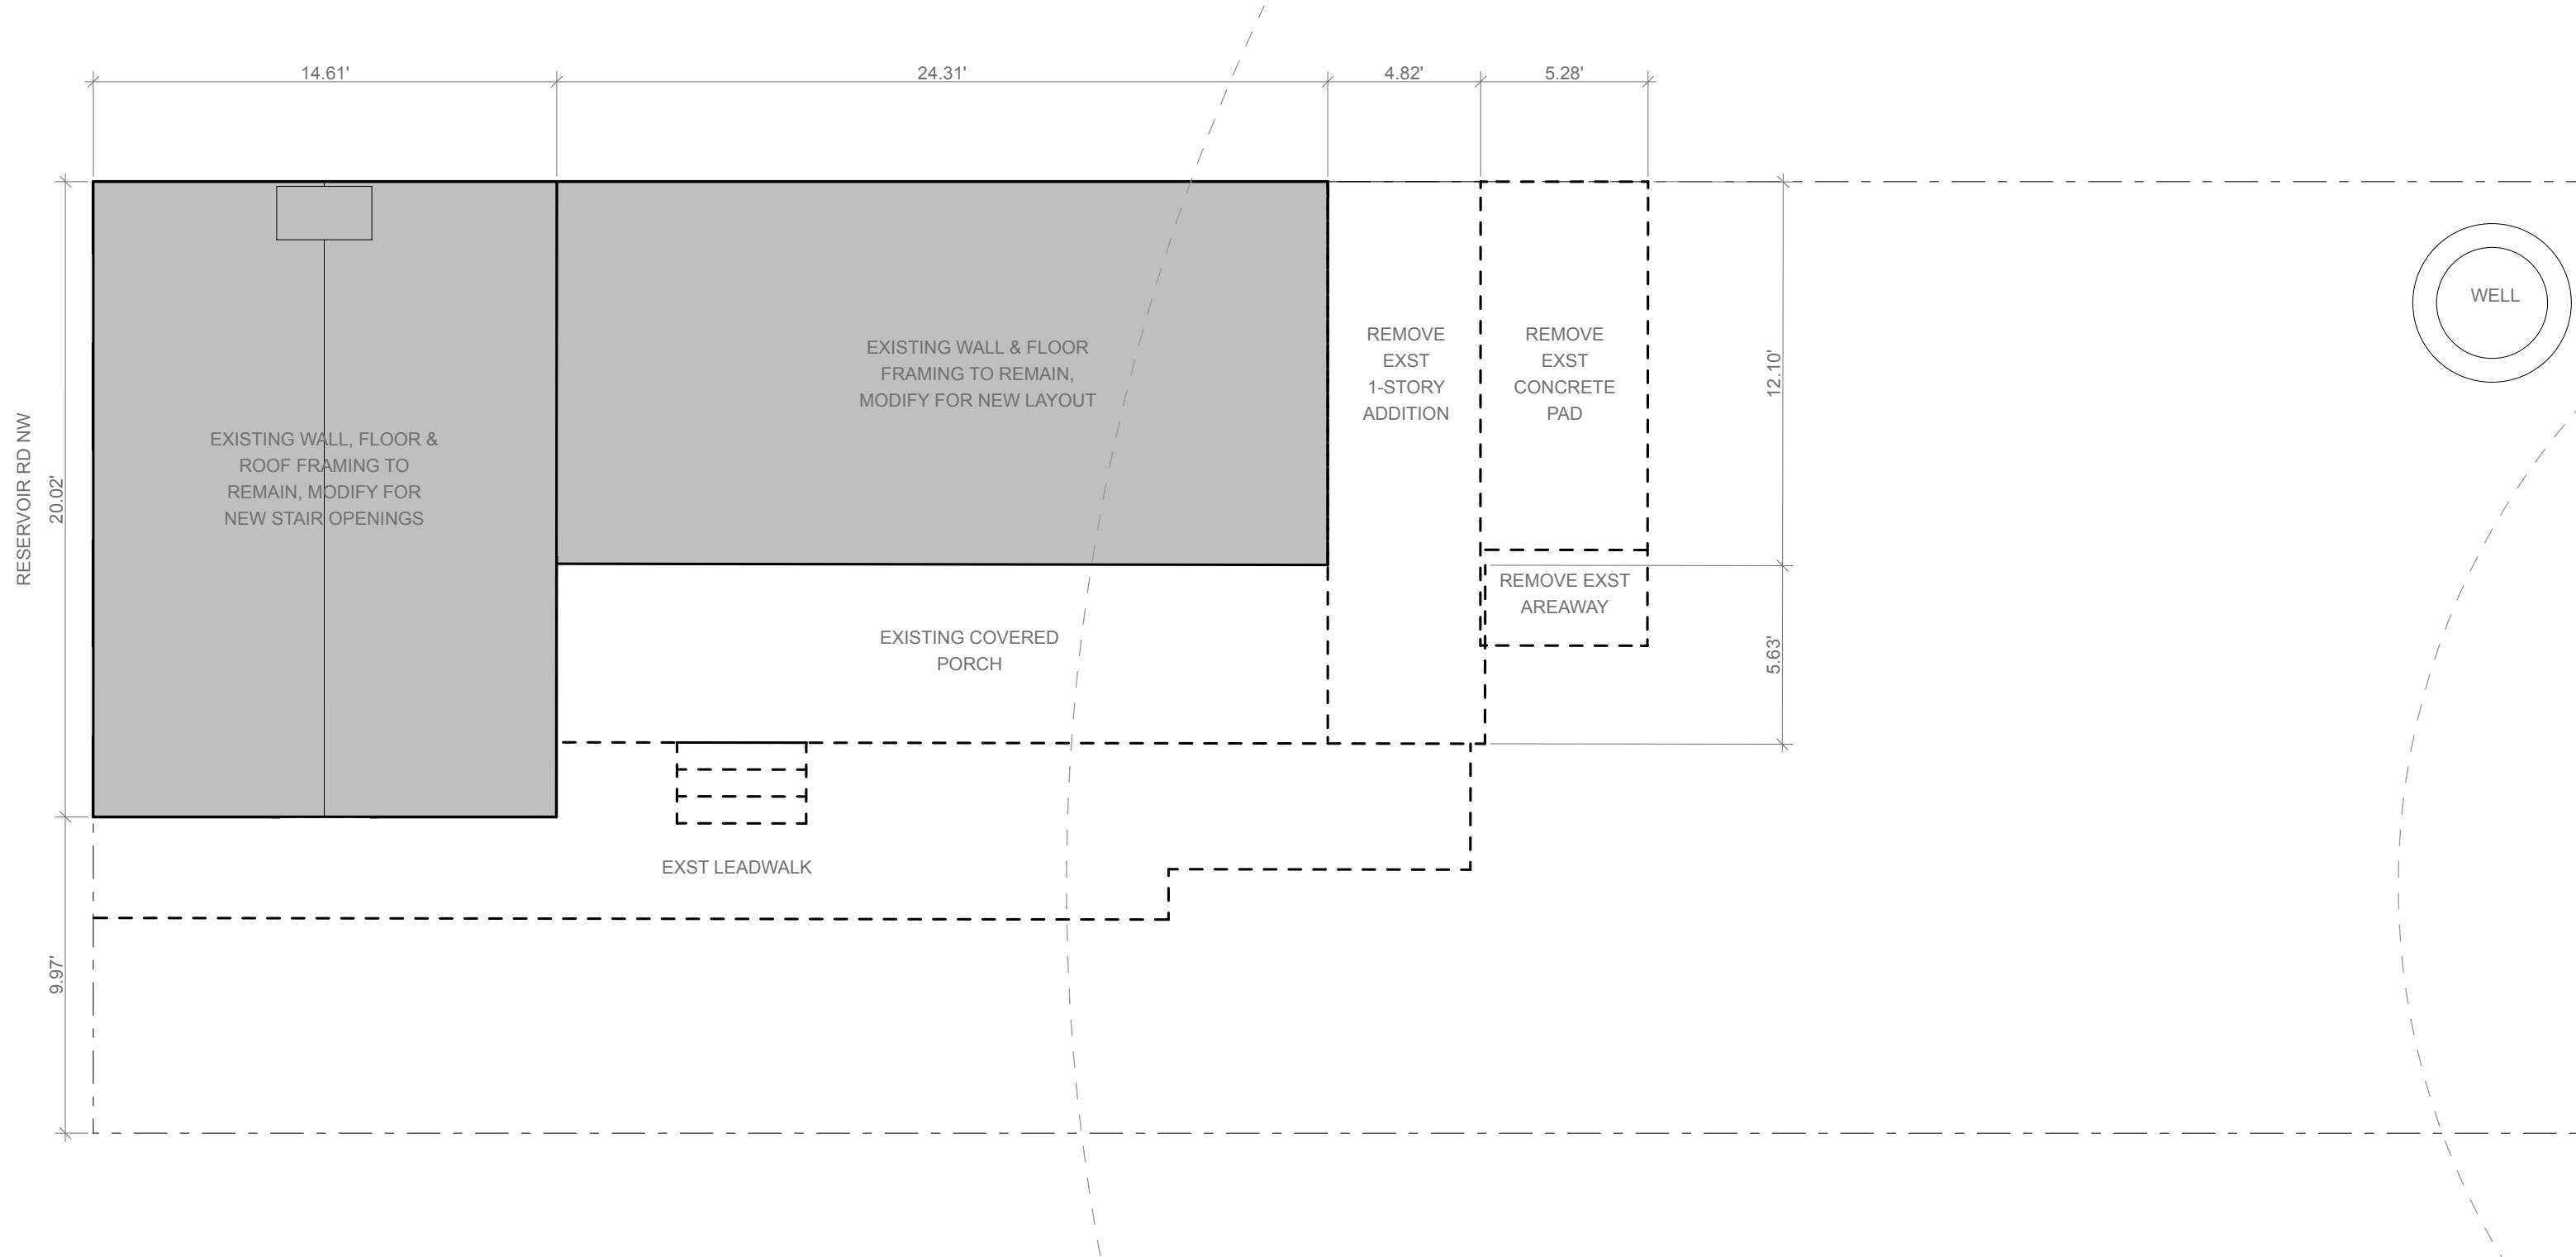 14.61'
24.31'
4.82'
5.28'
RESERVOIR RD NW
20.02'
9.97'
EXISTING WALL, FLOOR &
ROOF FRAMING TO
REMAIN, MODIFY FOR
NEW STAIR OPENINGS
EXISTING WALL & FLOOR
FRAMING TO REMAIN,
MODIFY FOR NEW LAYOUT
REMOVE
EXST
1-STORY
ADDITION
REMOVE
EXST
CONCRETE
PAD
12.10'
WELL
REMOVE EXST
AREAWAY
5.63'
EXISTING COVERED
PORCH
EXST LEADWALK